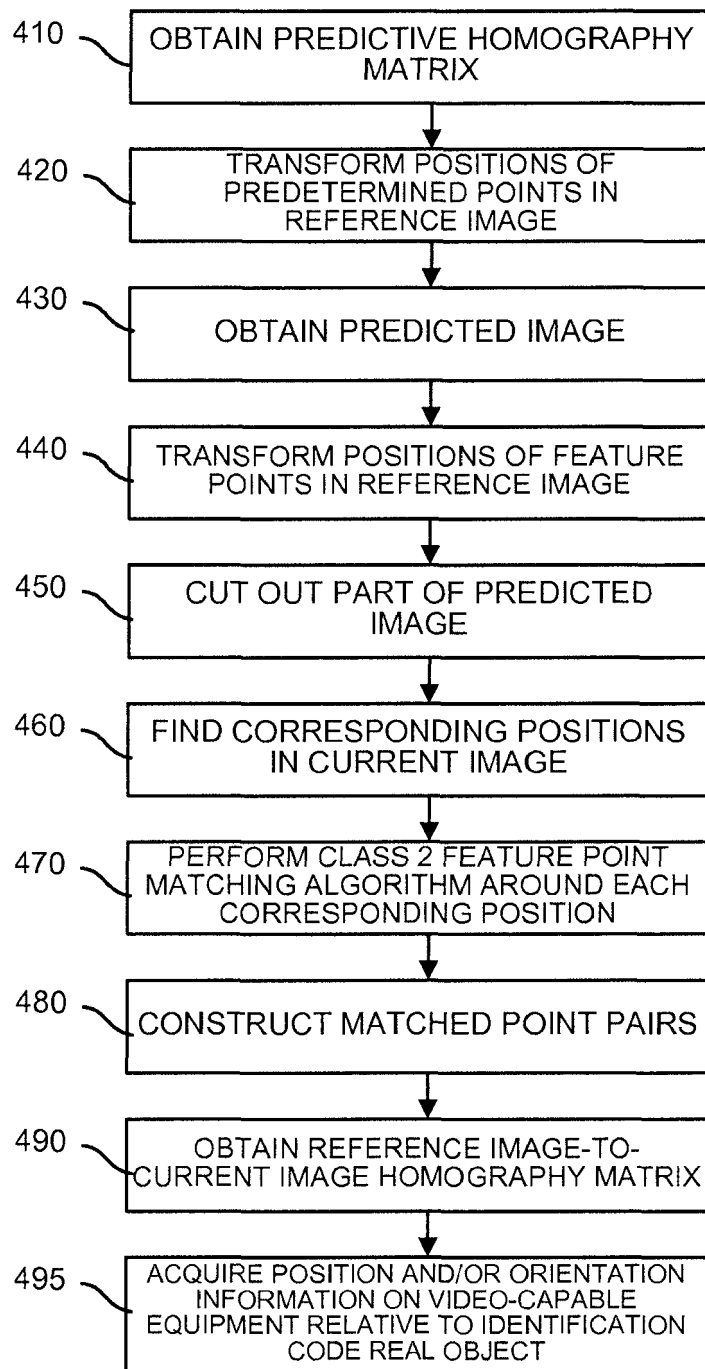 410
OBTAIN PREDICTIVE HOMOGRAPHY
MATRIX
420
TRANSFORM POSITIONS OF
PREDETERMINED POINTS IN
REFERENCE IMAGE
430
OBTAIN PREDICTED IMAGE
440
TRANSFORM POSITIONS OF FEATURE
POINTS IN REFERENCE IMAGE
450
CUT OUT PART OF PREDICTED
IMAGE
460
FIND CORRESPONDING POSITIONS
IN CURRENT IMAGE
470
PERFORM CLASS 2 FEATURE POINT
MATCHING ALGORITHM AROUND EACH
CORRESPONDING POSITION
480
CONSTRUCT MATCHED POINT PAIRS
490
OBTAIN REFERENCE IMAGE-TO-
CURRENT IMAGE HOMOGRAPHY MATRIX
495
ACQUIRE POSITION AND/OR ORIENTATION
INFORMATION ON VIDEO-CAPABLE
EQUIPMENT RELATIVE TO IDENTIFICATION
CODE REAL OBJECT